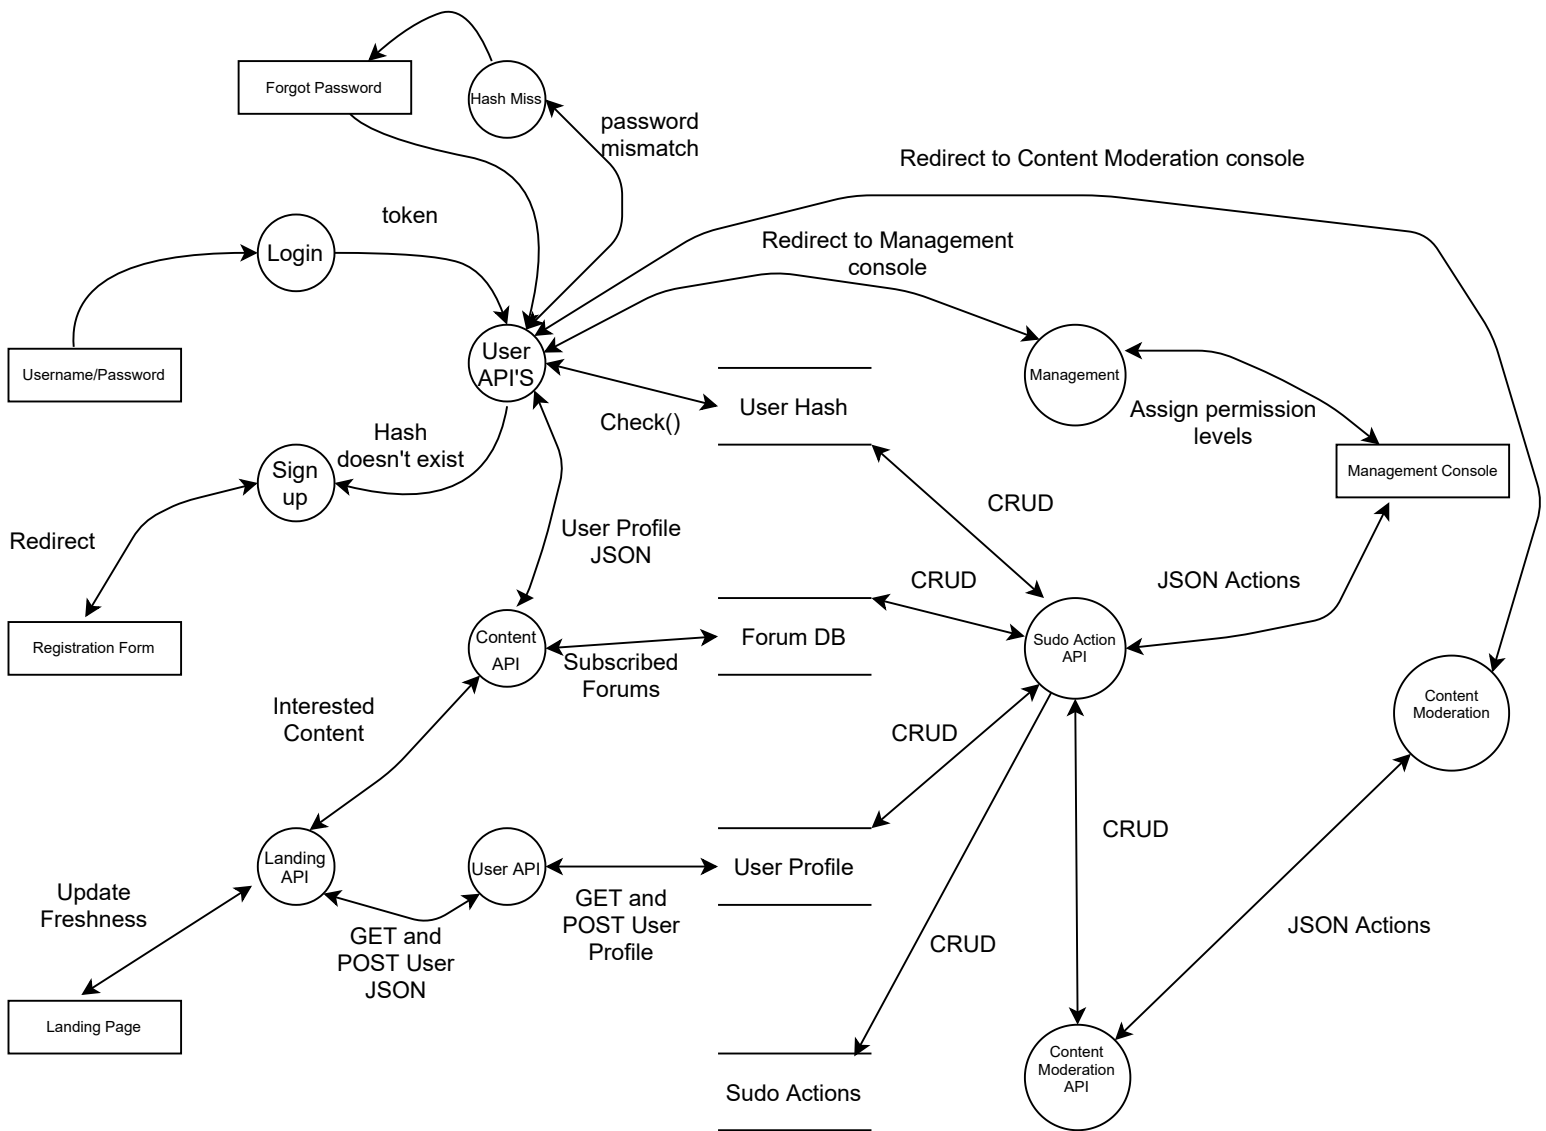 Forgot Password
Hash Miss
password
mismatch
Redirect to Content Moderation console
token
Login
Redirect to Management
console
User
API'S
Username/Password
Management
User Hash
Check()
Assign permission
levels
Hash
doesn't exist
Sign
up
Management Console
CRUD
Redirect
User Profile
JSON
CRUD
JSON Actions
Registration Form
Content
API
Forum DB
Sudo Action
API
Subscribed
Forums
Content
Moderation
Interested
Content
CRUD
CRUD
Landing
API
User API
User Profile
Update
Freshness
GET and
POST User
Profile
GET and
POST User
JSON
CRUD
JSON Actions
Landing Page
Content
Moderation
API
Sudo Actions